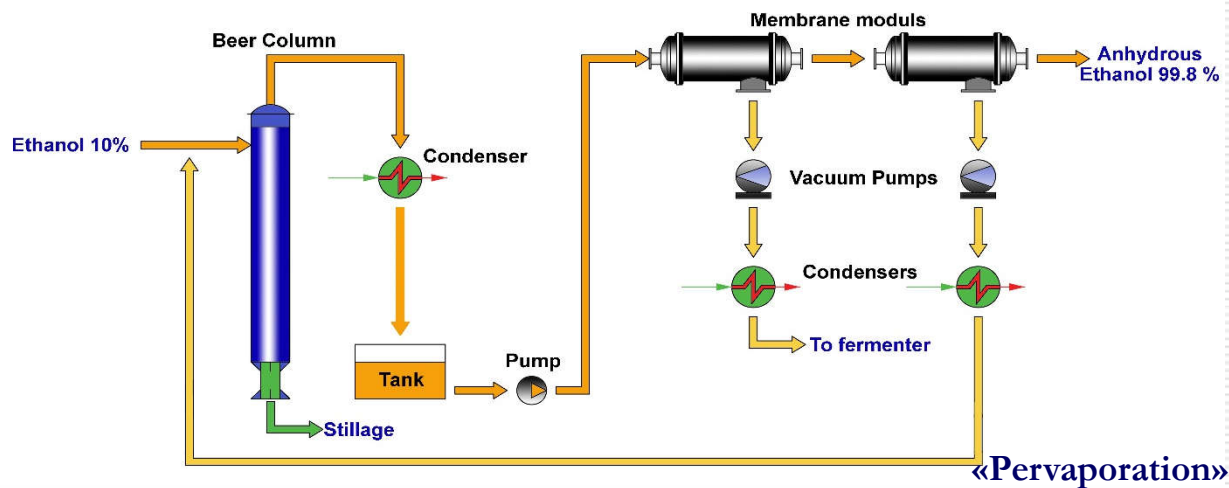 Membrane moduls
Beer Column
Anhydrous
Ethanol 99.8 %
Ethanol 10%
Condenser
Vacuum Pumps
Condensers
To fermenter
Pump
Tank
Stillage
«Pervaporation»